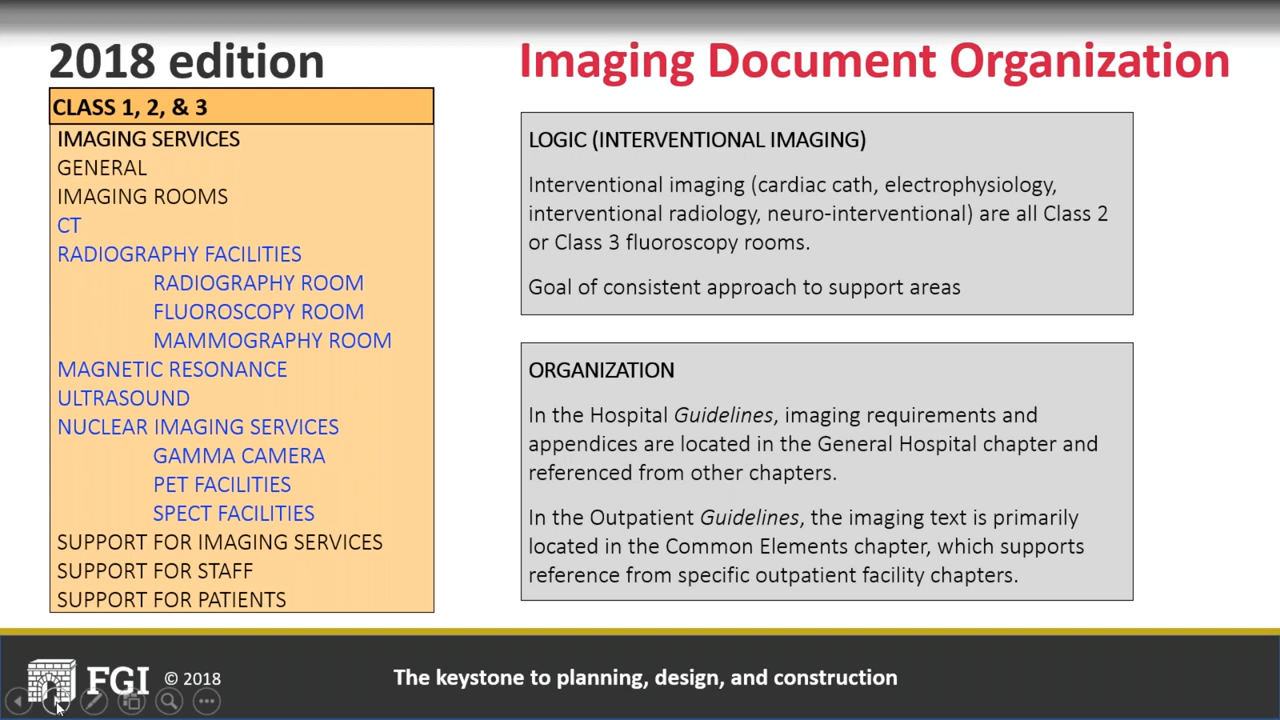 2018 edition
Imaging Document Organization
CLASS 1, 2, & 3
IMAGING SERVICES
GENERAL
IMAGING ROOMS
CT
RADIOGRAPHY FACILITIES
RADIOGRAPHY ROOM
FLUOROSCOPY ROOM
MAMMOGRAPHY ROOM
MAGNETIC RESONANCE
ULTRASOUND
NUCLEAR IMAGING SERVICES
GAMMA CAMERA
PET FACILITIES
SPECT FACILITIES
SUPPORT FOR IMAGING SERVICES
SUPPORT FOR STAFF
SUPPORT FOR PATIENTS
LOGIC (INTERVENTIONAL IMAGING)
Interventional imaging (cardiac cath, electrophysiology,
interventional radiology, neuro-interventional) are all Class 2
or Class 3 fluoroscopy rooms.
Goal of consistent approach to support areas
ORGANIZATION
In the Hospital Guidelines, imaging requirements and
appendices are located in the General Hospital chapter and
referenced from other chapters.
In the Outpatient Guidelines, the imaging text is primarily
located in the Common Elements chapter, which supports
reference from specific outpatient facility chapters.
FGI © 2018
The keystone to planning, design, and construction